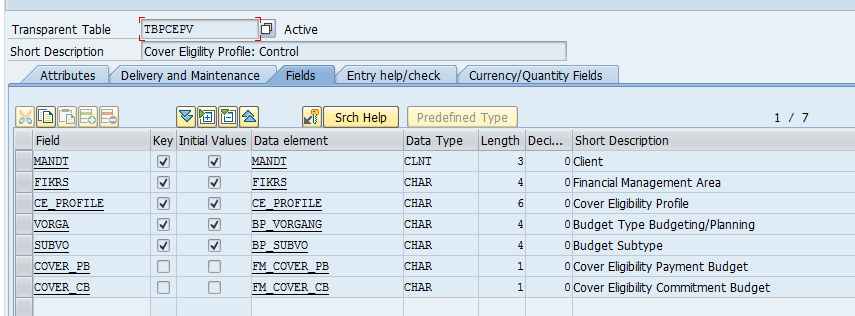 Transparent Table TBPCEPV Active
Short Description Cover Egligility Profile: Control
Attributes Delivery and Maintenance Fields Entry help/check Currency/Quantity Fields
Srch Help Predefined Type 1 / 7
Field Key Initial Values Data element Data Type Length Deci... Short Description
MANDT MANDT CLNT 3 0 Client
FIKRS FIKRS CHAR 4 0 Financial Management Area
CE_PROFILE CE_PROFILE CHAR 6 0 Cover Eligibility Profile
VORGA BP_VORGANG CHAR 4 0 Budget Type Budgeting/Planning
SUBVO BP_SUBVO CHAR 4 0 Budget Subtype
COVER_PB FM_COVER_PB CHAR 1 0 Cover Eligibility Payment Budget
COVER_CB FM_COVER_CB CHAR 1 0 Cover Eligibility Commitment Budget